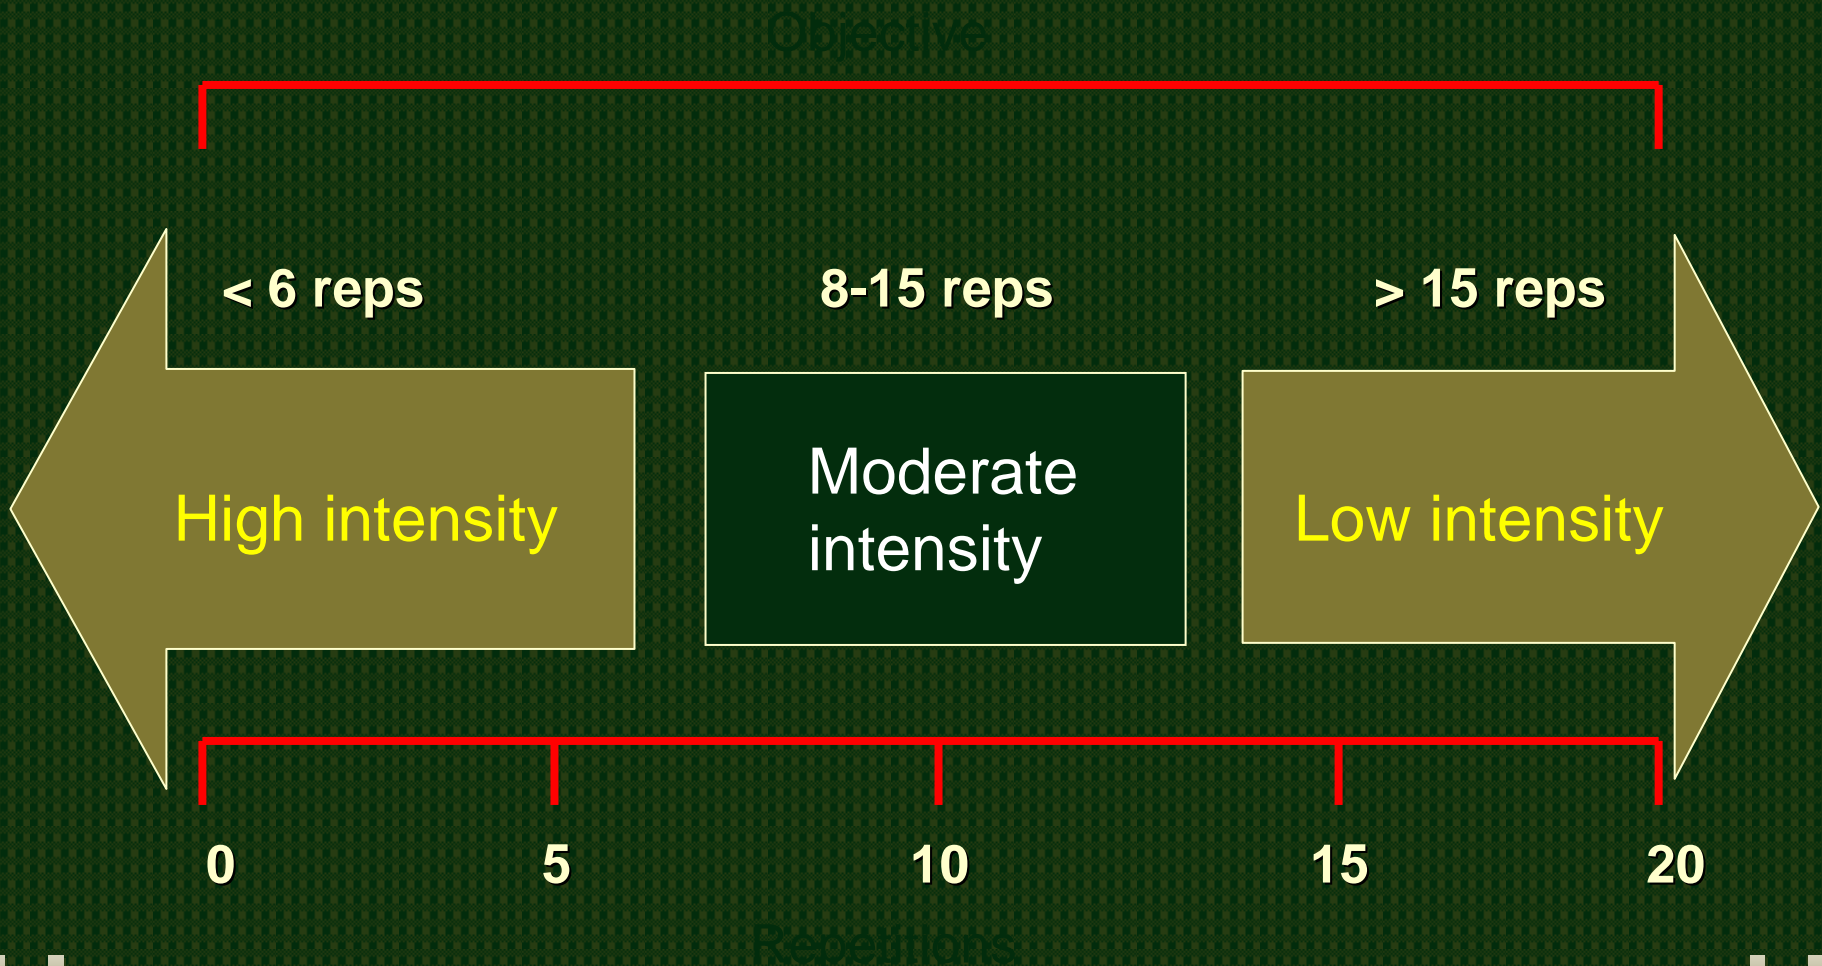 Objective
< 6 reps
8-15 reps
> 15 reps
High intensity
Moderate
intensity
Low intensity
0
5
10
15
20
Repetitions